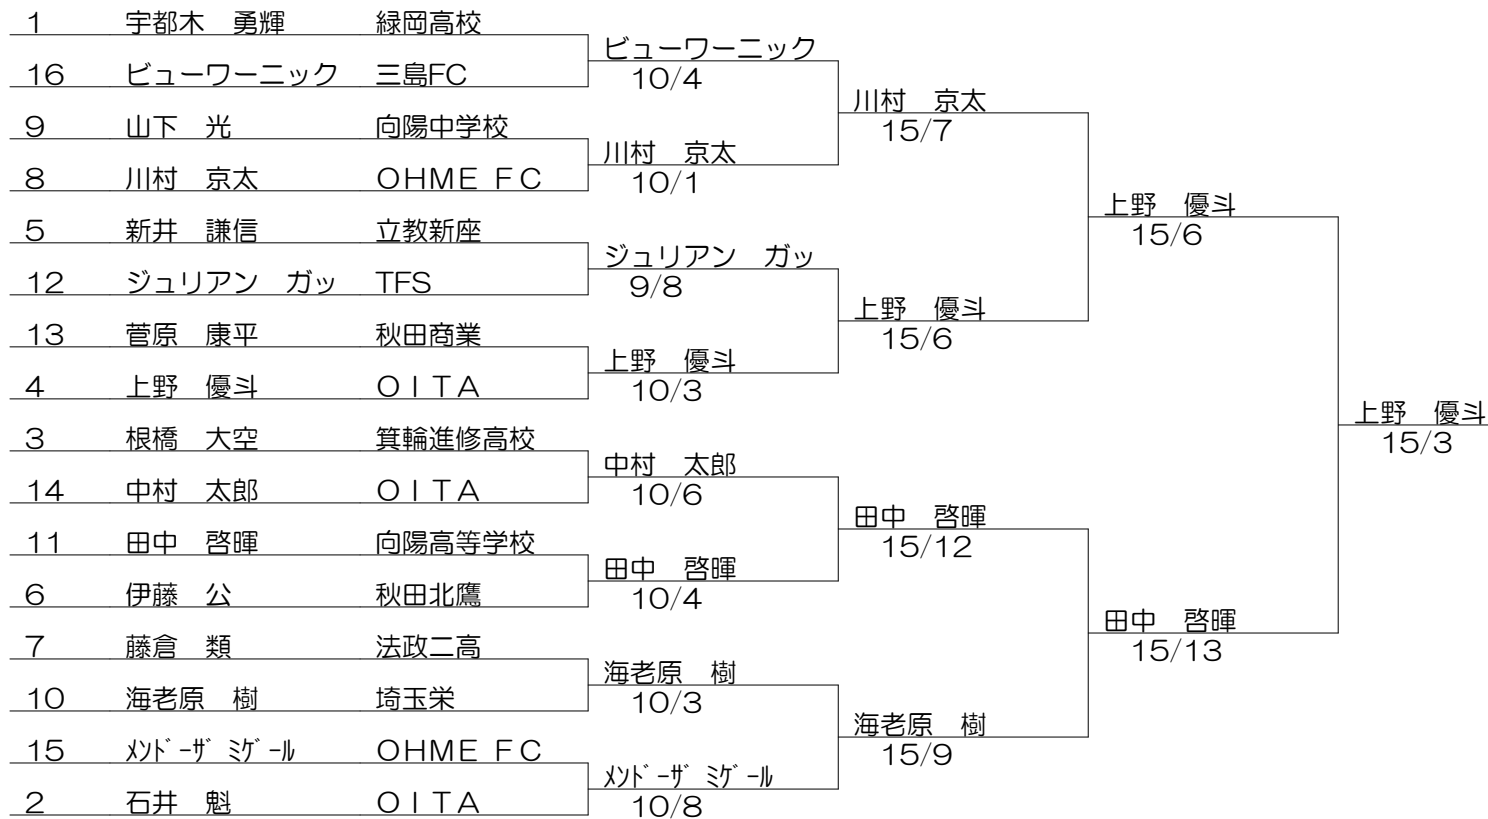 1 宇都木　勇輝 緑岡高校
16 ビューワーニック 三島FC
9 山下　光 向陽中学校
8 川村　京太 ＯＨＭＥ ＦＣ
5 新井　謙信 立教新座
12 ジュリアン　ガッ TFS
13 菅原　康平 秋田商業
4 上野　優斗 ＯＩＴＡ
3 根橋　大空 箕輪進修高校
14 中村　太郎 ＯＩＴＡ
11 田中　啓暉 向陽高等学校
6 伊藤　公 秋田北鷹
7 藤倉　類 法政二高
10 海老原　樹 埼玉栄
15 ﾒﾝﾄﾞｰｻﾞ ﾐｹﾞｰﾙ ＯＨＭＥ ＦＣ
2 石井　魁 ＯＩＴＡ
ビューワーニック
10/4
川村　京太
10/1
ジュリアン　ガッ
9/8
上野　優斗
10/3
中村　太郎
10/6
田中　啓暉
10/4
海老原　樹
10/3
ﾒﾝﾄﾞｰｻﾞ ﾐｹﾞｰﾙ
10/8
川村　京太
15/7
上野　優斗
15/6
田中　啓暉
15/12
海老原　樹
15/9
上野　優斗
15/6
田中　啓暉
15/13
上野　優斗
15/3